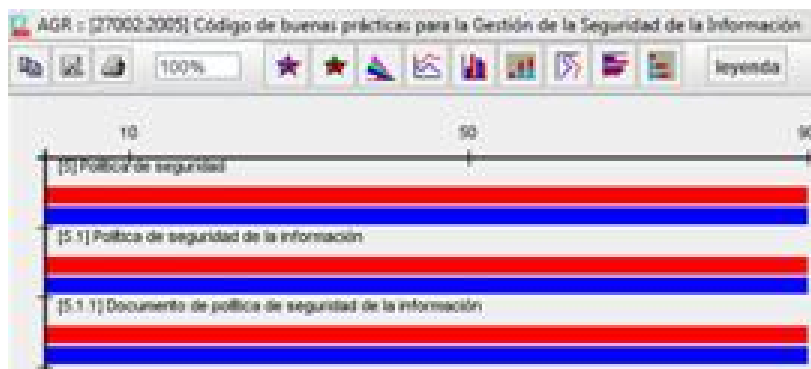 AGR :: [27002:2005] Código de buenas prácticas para la Gestión de la Seguridad de la Información
100%
leyenda
10 50 90
[5] Política de seguridad
[5.1] Política de seguridad de la información
[5.1.1] Documento de política de seguridad de la información